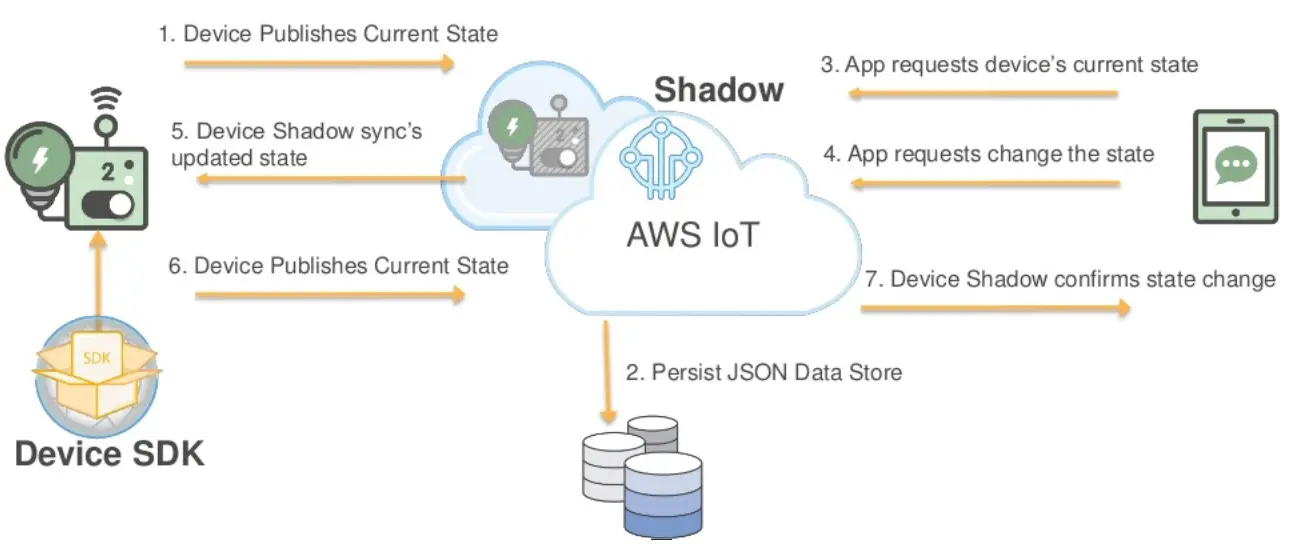 1. Device Publishes Current State
Shadow
3. App requests device's current state
5. Device Shadow sync's
updated state
4. App requests change the state
2
2
AWS IoT
6. Device Publishes Current State
7. Device Shadow confirms state change
SDK
2. Persist JSON Data Store
Device SDK